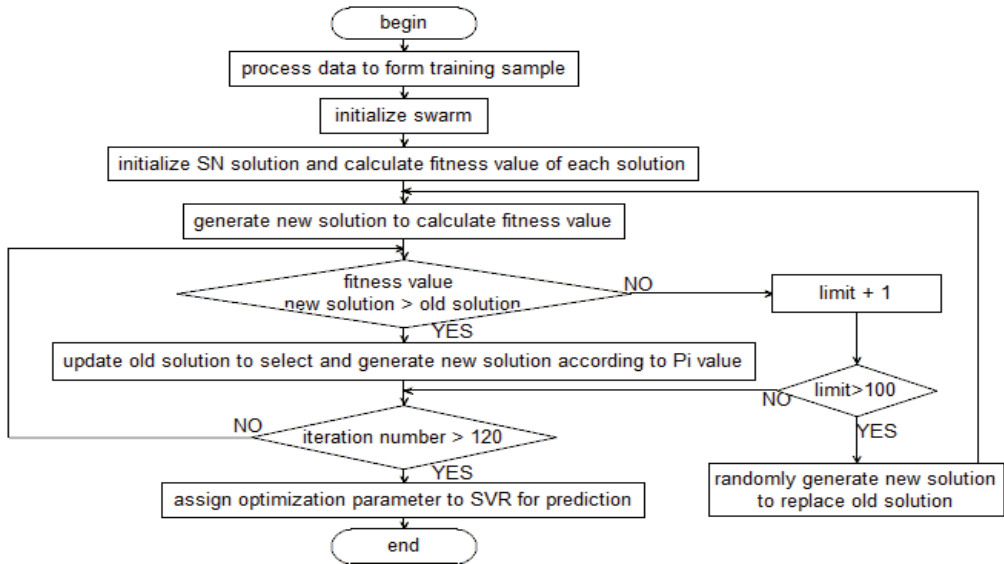 begin
process data to form training sample
initialize swarm
initialize SN solution and calculate fitness value of each solution
generate new solution to calculate fitness value
fitness value
new solution > old solution
NO
limit + 1
YES
update old solution to select and generate new solution according to Pi value
limit>100
NO
YES
iteration number > 120
NO
YES
randomly generate new solution
to replace old solution
assign optimization parameter to SVR for prediction
end